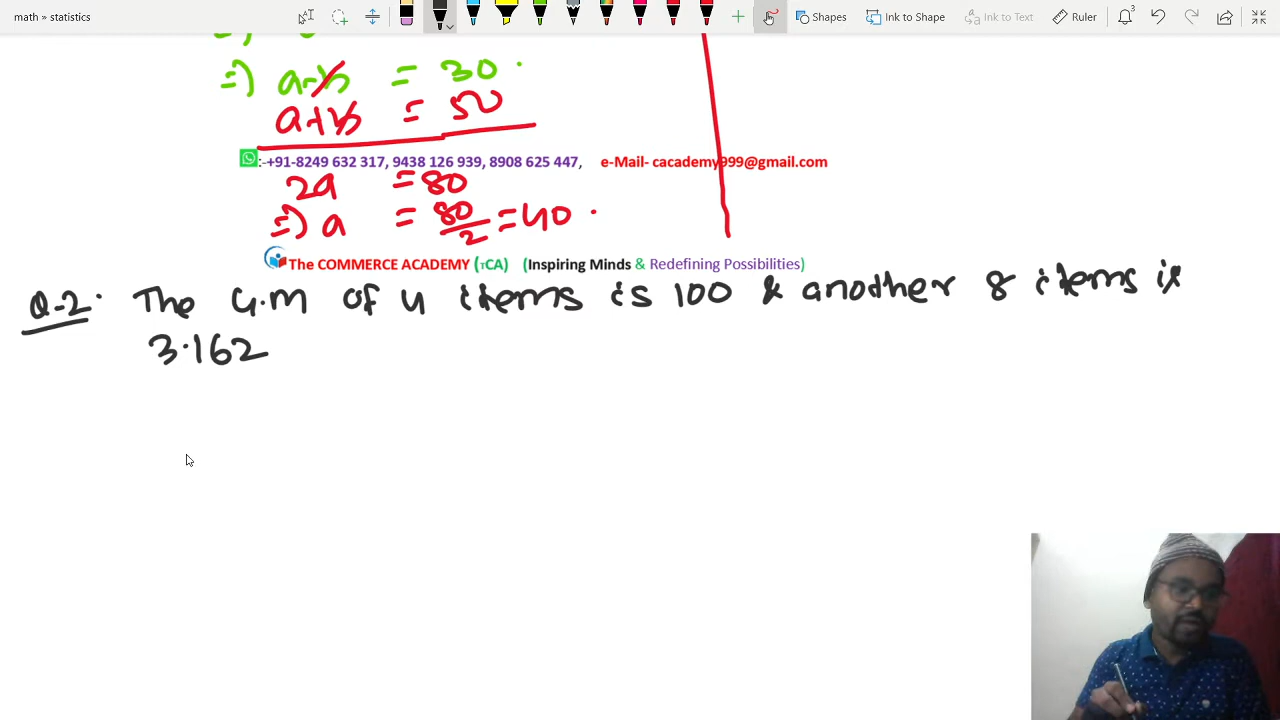 math » statistics
Shapes Ink to Shape Ink to Text Ruler
=) a-b = 30.
a+b = 50
:-+91-8249 632 317, 9438 126 939, 8908 625 447, e-Mail- cacademy999@gmail.com
2a = 80
=) a = 80/2 = 40.
The COMMERCE ACADEMY (TCA) (Inspiring Minds & Redefining Possibilities)
Q-2. The G.M of 4 items is 100 & another 8 items is
3.162